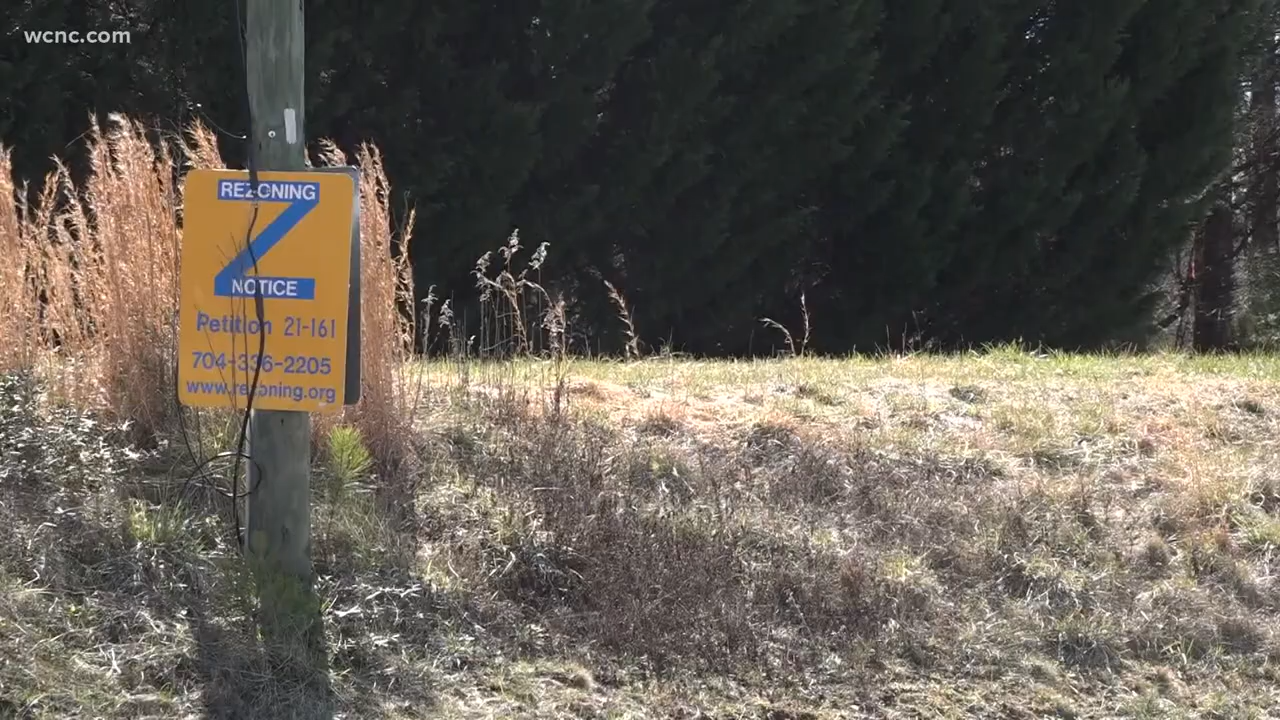 wcnc.com
REZONING
Z
NOTICE
Petition 21-161
704-336-2205
www.rezoning.org